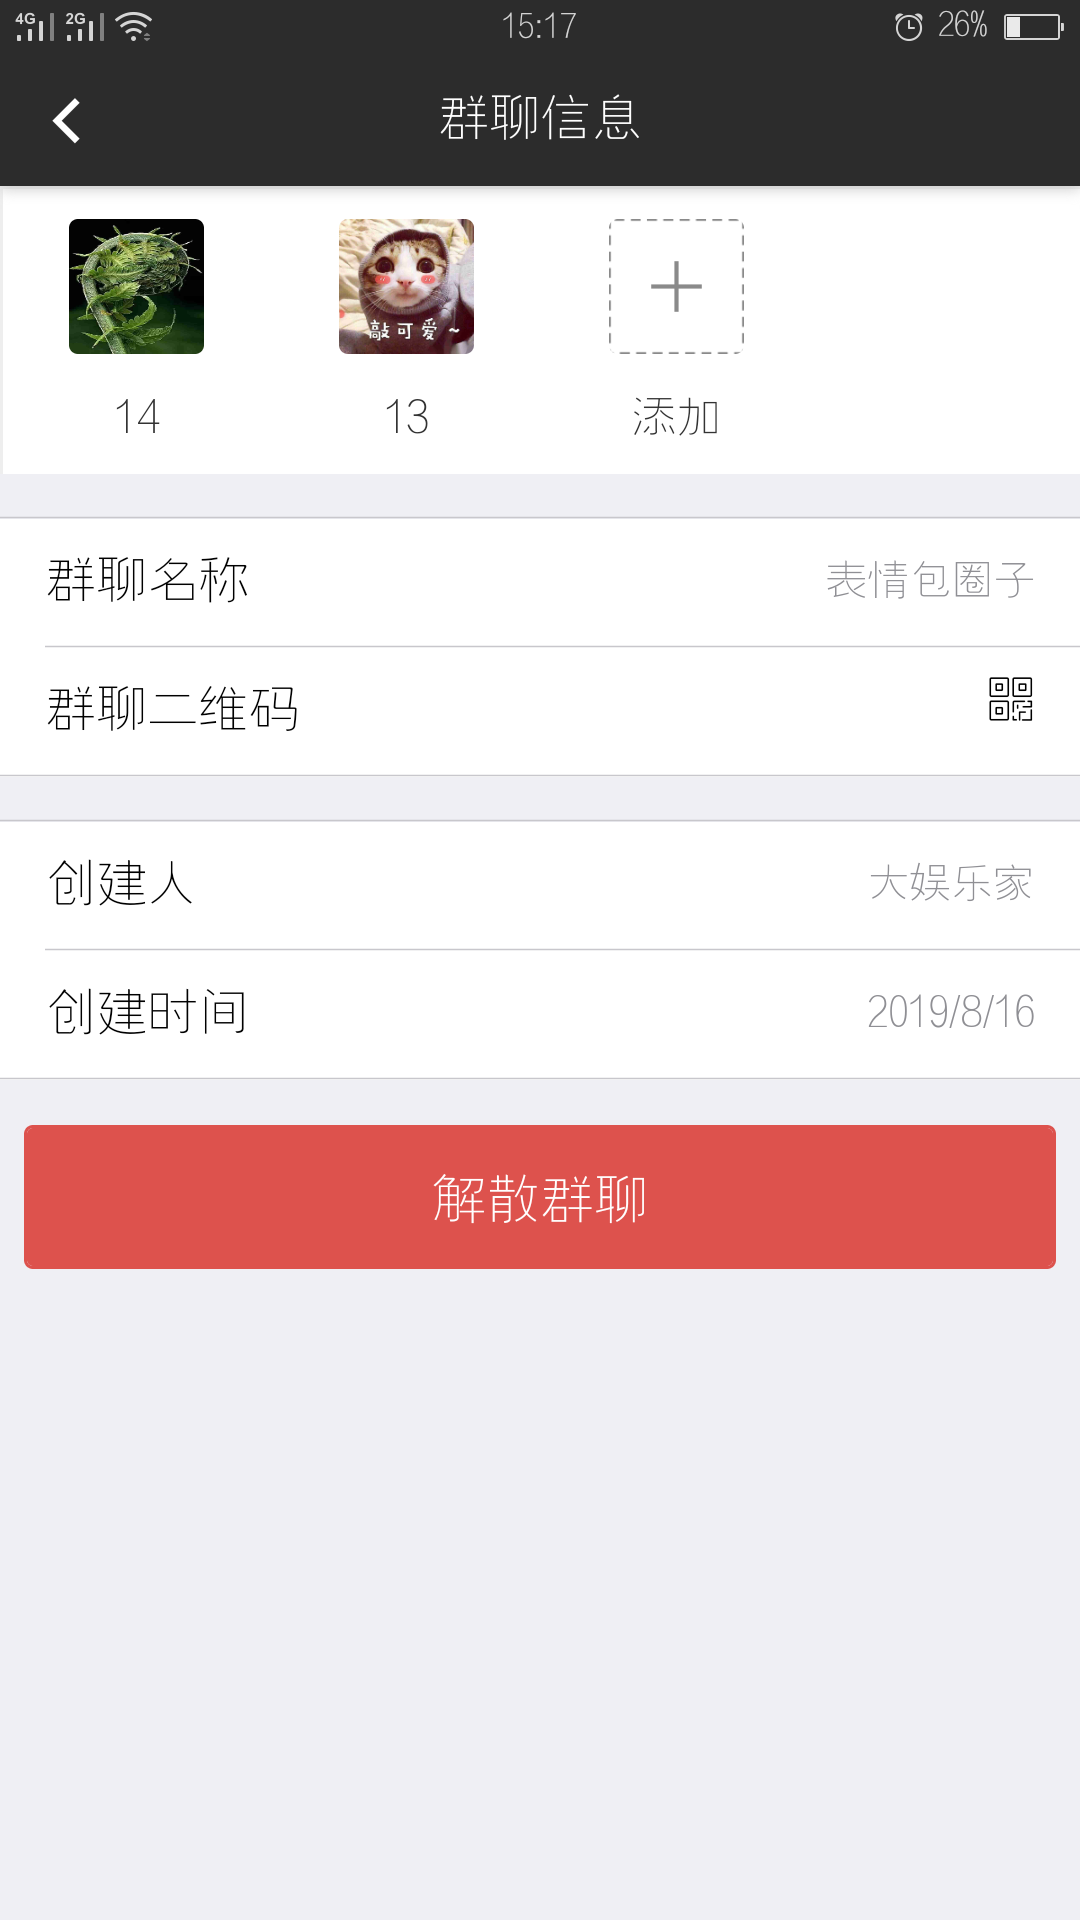 4G 2G 15:17 26%
群聊信息
敲可爱~
14 13 添加
群聊名称 表情包圈子
群聊二维码
创建人 大娱乐家
创建时间 2019/8/16
解散群聊